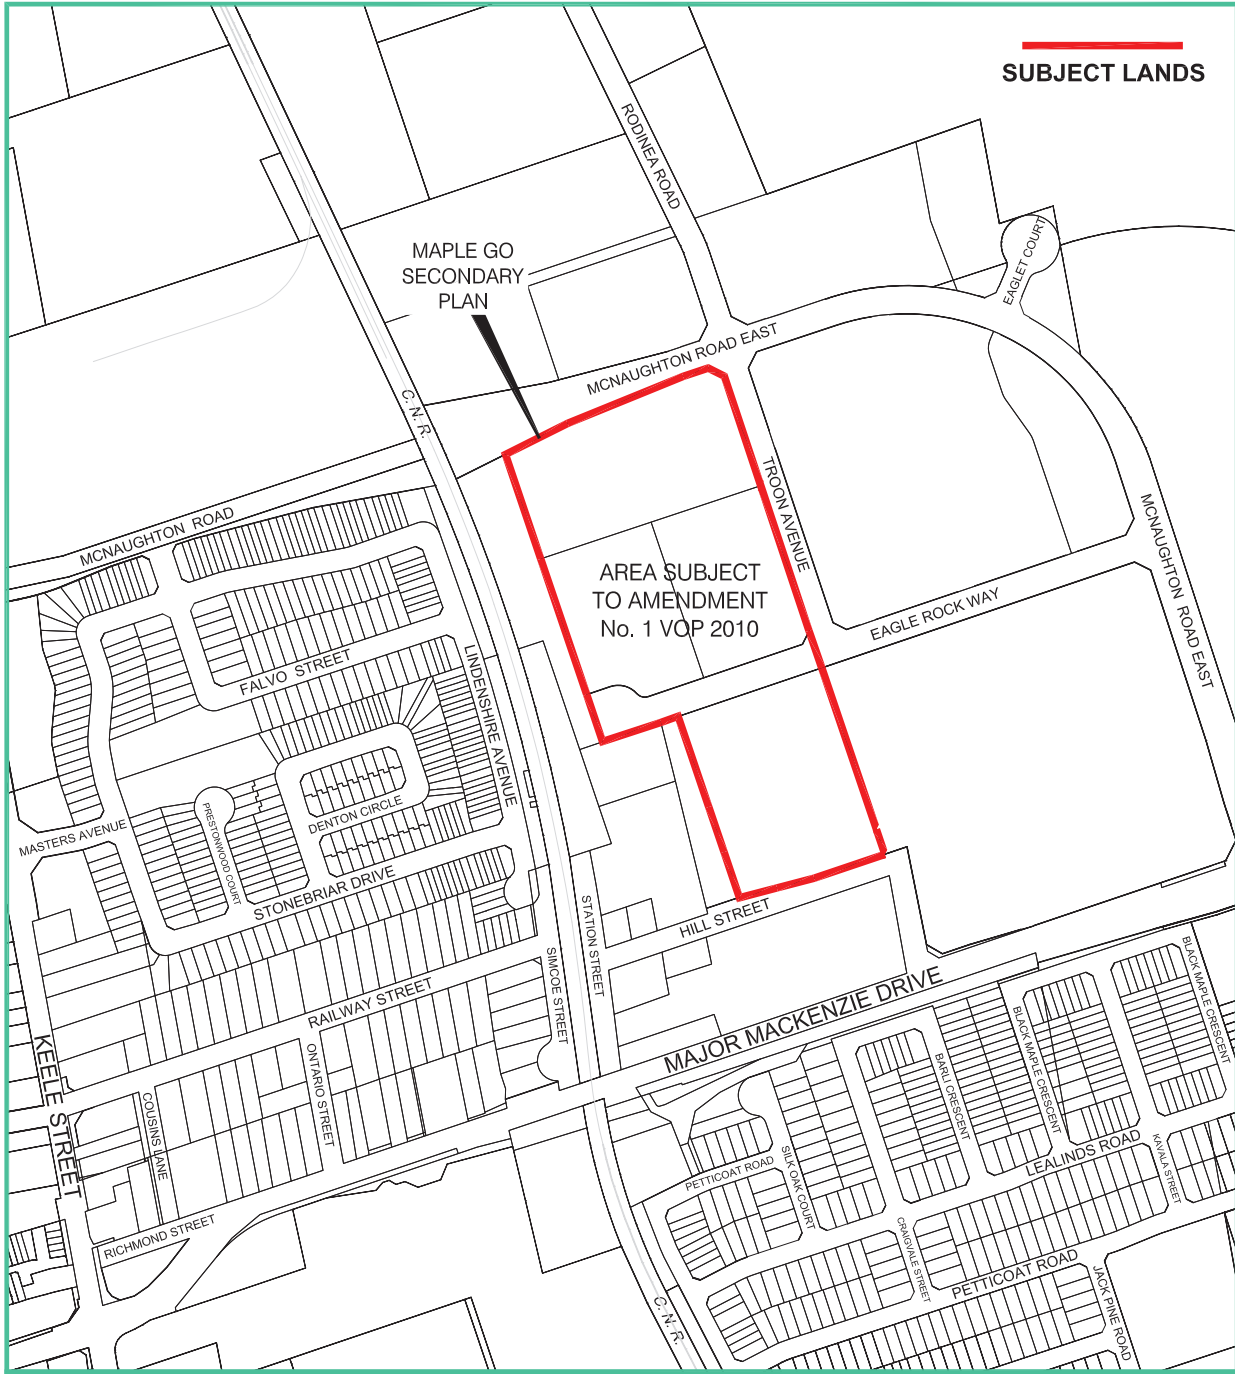 SUBJECT LANDS
RODINEA ROAD
EAGLET COURT
MAPLE GO
SECONDARY
PLAN
MCNAUGHTON ROAD EAST
C. N. R.
TROON AVENUE
MCNAUGHTON ROAD
MCNAUGHTON ROAD EAST
AREA SUBJECT
TO AMENDMENT
No. 1 VOP 2010
EAGLE ROCK WAY
FALVO STREET
LINDENSHIRE AVENUE
MASTERS AVENUE
PRESTONWOOD COURT
DENTON CIRCLE
STONEBRIAR DRIVE
STATION STREET
HILL STREET
SIMCOE STREET
RAILWAY STREET
MAJOR MACKENZIE DRIVE
BLACK MAPLE CRESCENT
BLACK MAPLE CRESCENT
BARLI CRESCENT
KEELE STREET
COUSINS LANE
ONTARIO STREET
RICHMOND STREET
PETTICOAT ROAD
SILK OAK COURT
LEALINDS ROAD
KAVALA STREET
CRAIGVALE STREET
PETTICOAT ROAD
JACK PINE ROAD
C. N. R.